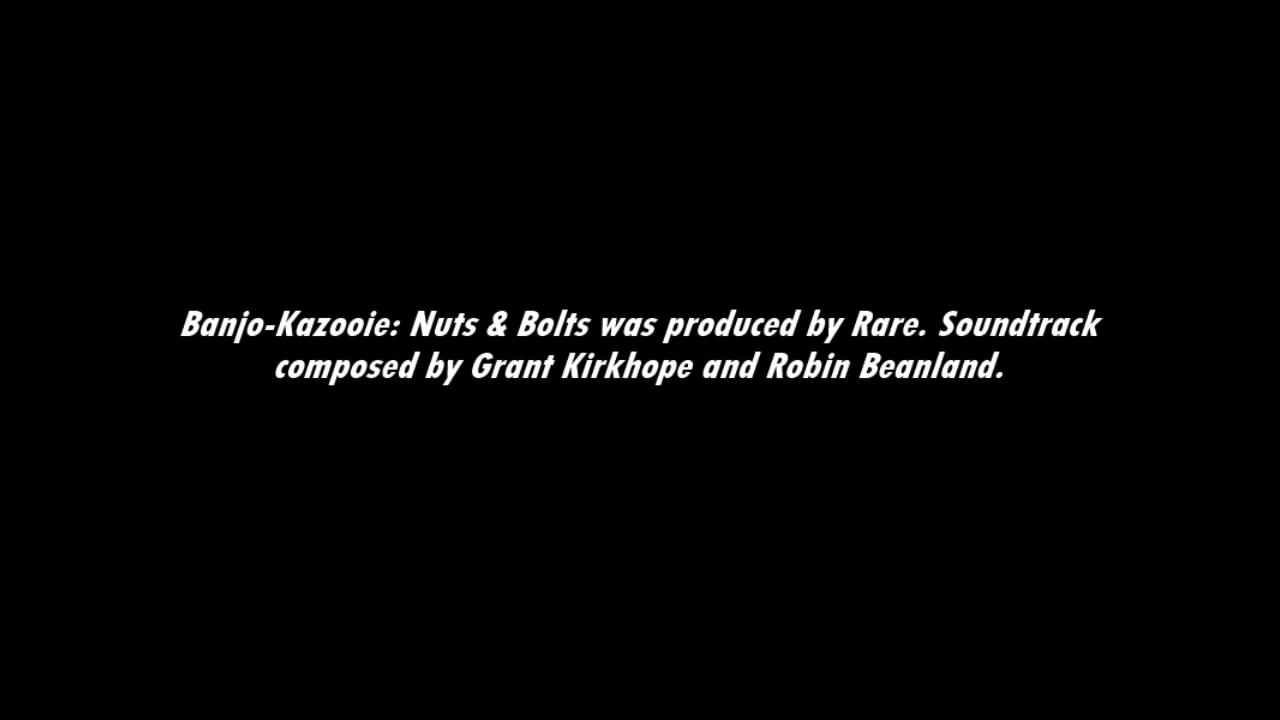 Banjo-Kazooie: Nuts & Bolts was produced by Rare. Soundtrack
composed by Grant Kirkhope and Robin Beanland.